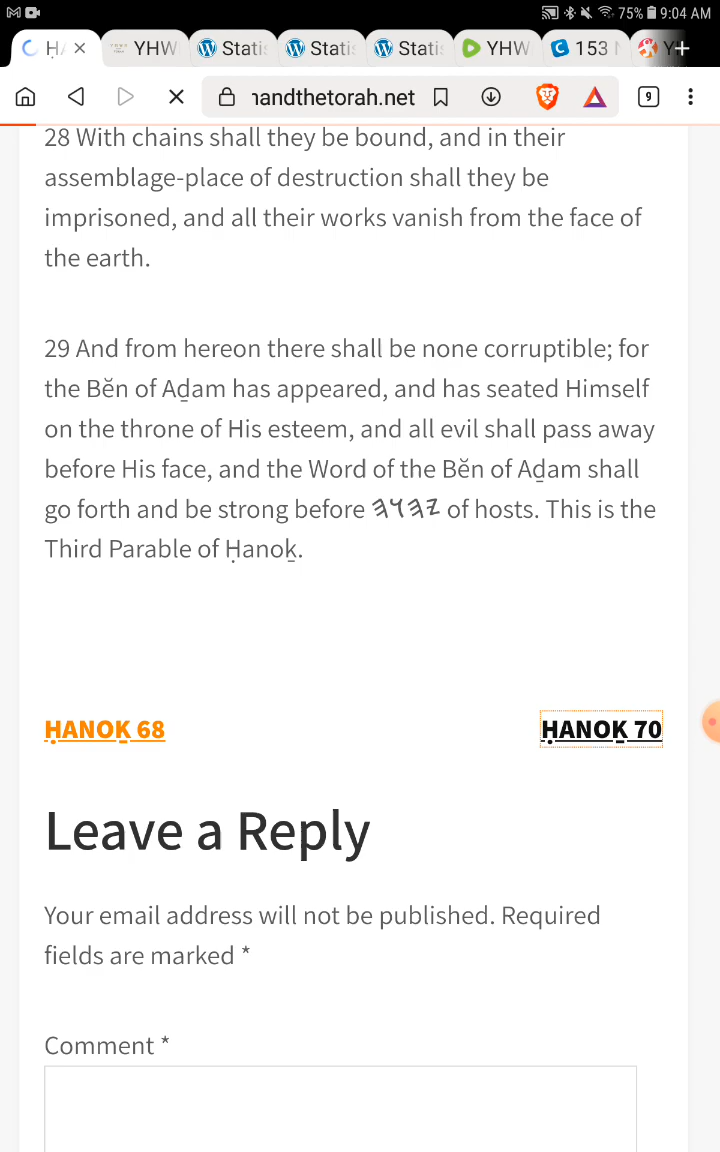 75% 9:04 AM
Ḥ YHW Statis Statis Statis YHW 153 Y
handthetorah.net 9
28 With chains shall they be bound, and in their
assemblage-place of destruction shall they be
imprisoned, and all their works vanish from the face of
the earth.
29 And from hereon there shall be none corruptible; for
the Bĕn of Aḏam has appeared, and has seated Himself
on the throne of His esteem, and all evil shall pass away
before His face, and the Word of the Bĕn of Aḏam shall
go forth and be strong before 𐤉𐤄𐤅𐤄 of hosts. This is the
Third Parable of Ḥanoḵ.
ḤANOḴ 68 ḤANOḴ 70
Leave a Reply
Your email address will not be published. Required
fields are marked *
Comment *